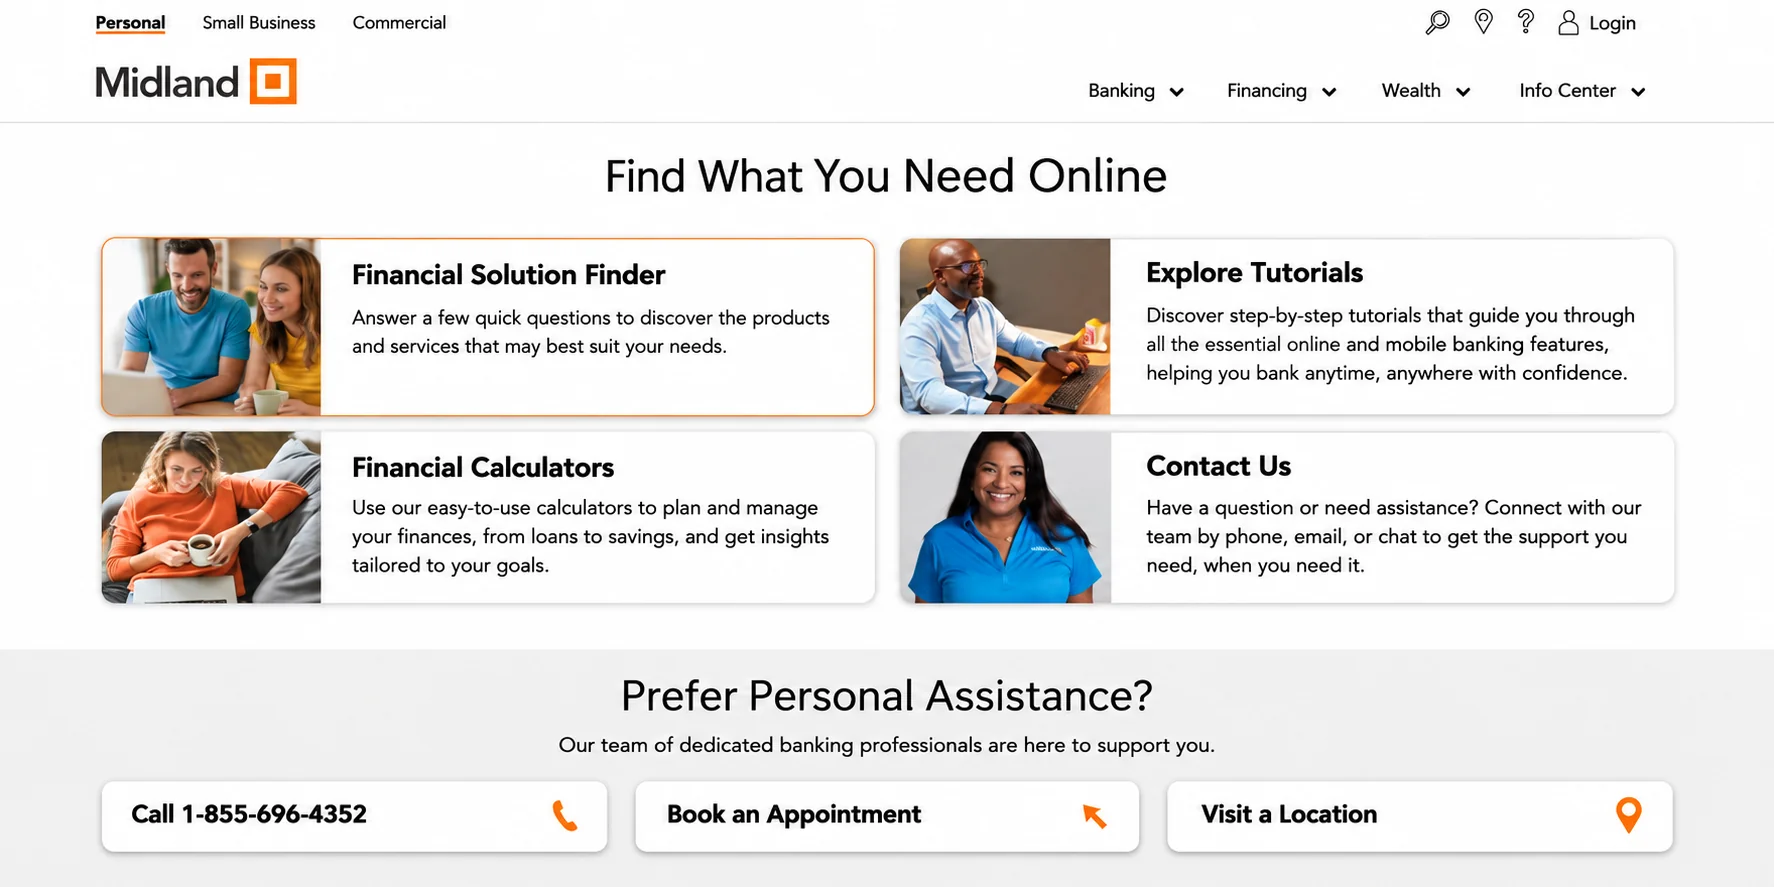 Personal
Small Business
Commercial
Login
Midland
Banking
Financing
Wealth
Info Center
Find What You Need Online
Financial Solution Finder
Answer a few quick questions to discover the products
and services that may best suit your needs.
Explore Tutorials
Discover step-by-step tutorials that guide you through
all the essential online and mobile banking features,
helping you bank anytime, anywhere with confidence.
Financial Calculators
Use our easy-to-use calculators to plan and manage
your finances, from loans to savings, and get insights
tailored to your goals.
Contact Us
Have a question or need assistance? Connect with our
team by phone, email, or chat to get the support you
need, when you need it.
Prefer Personal Assistance?
Our team of dedicated banking professionals are here to support you.
Call 1-855-696-4352
Book an Appointment
Visit a Location